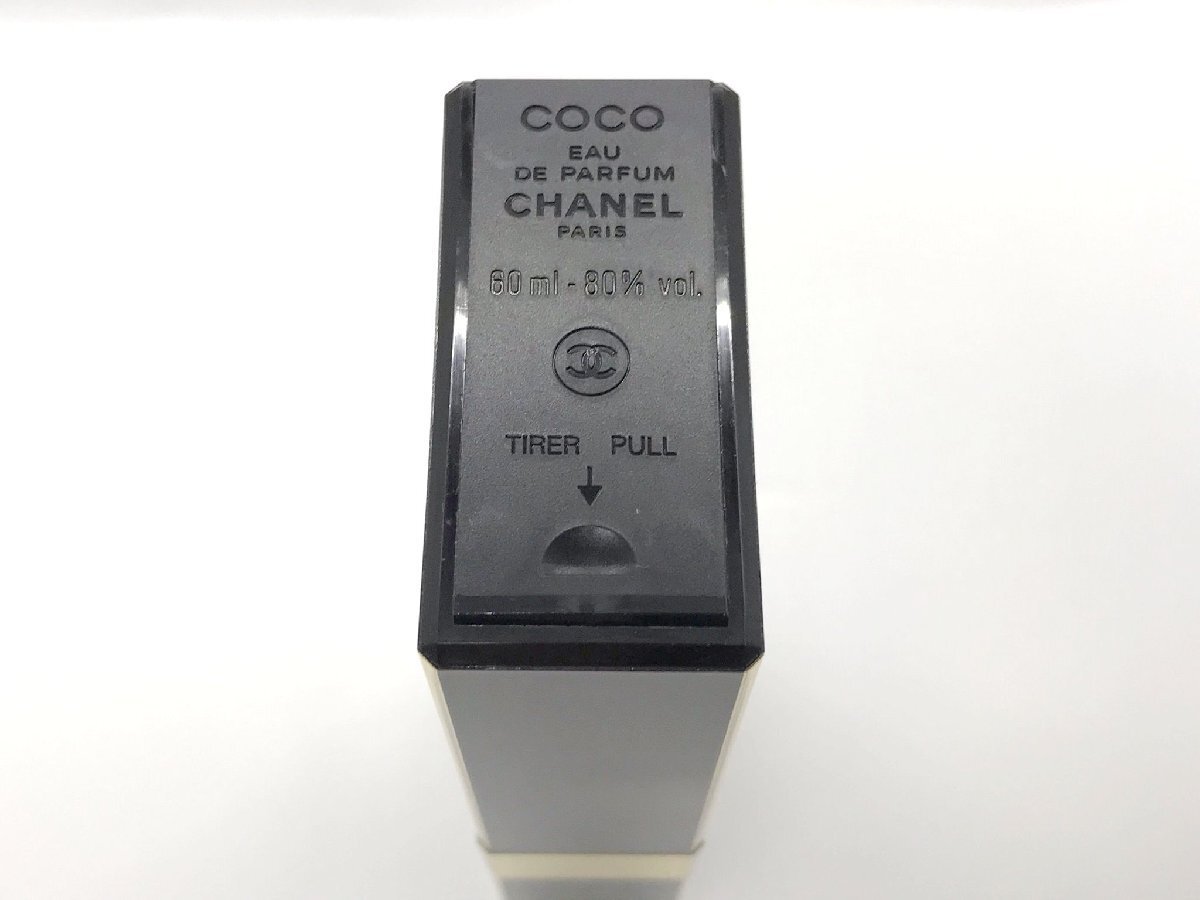 COCO
EAU
DE PARFUM
CHANEL
PARIS
60 ml - 80% vol.
TIRER PULL